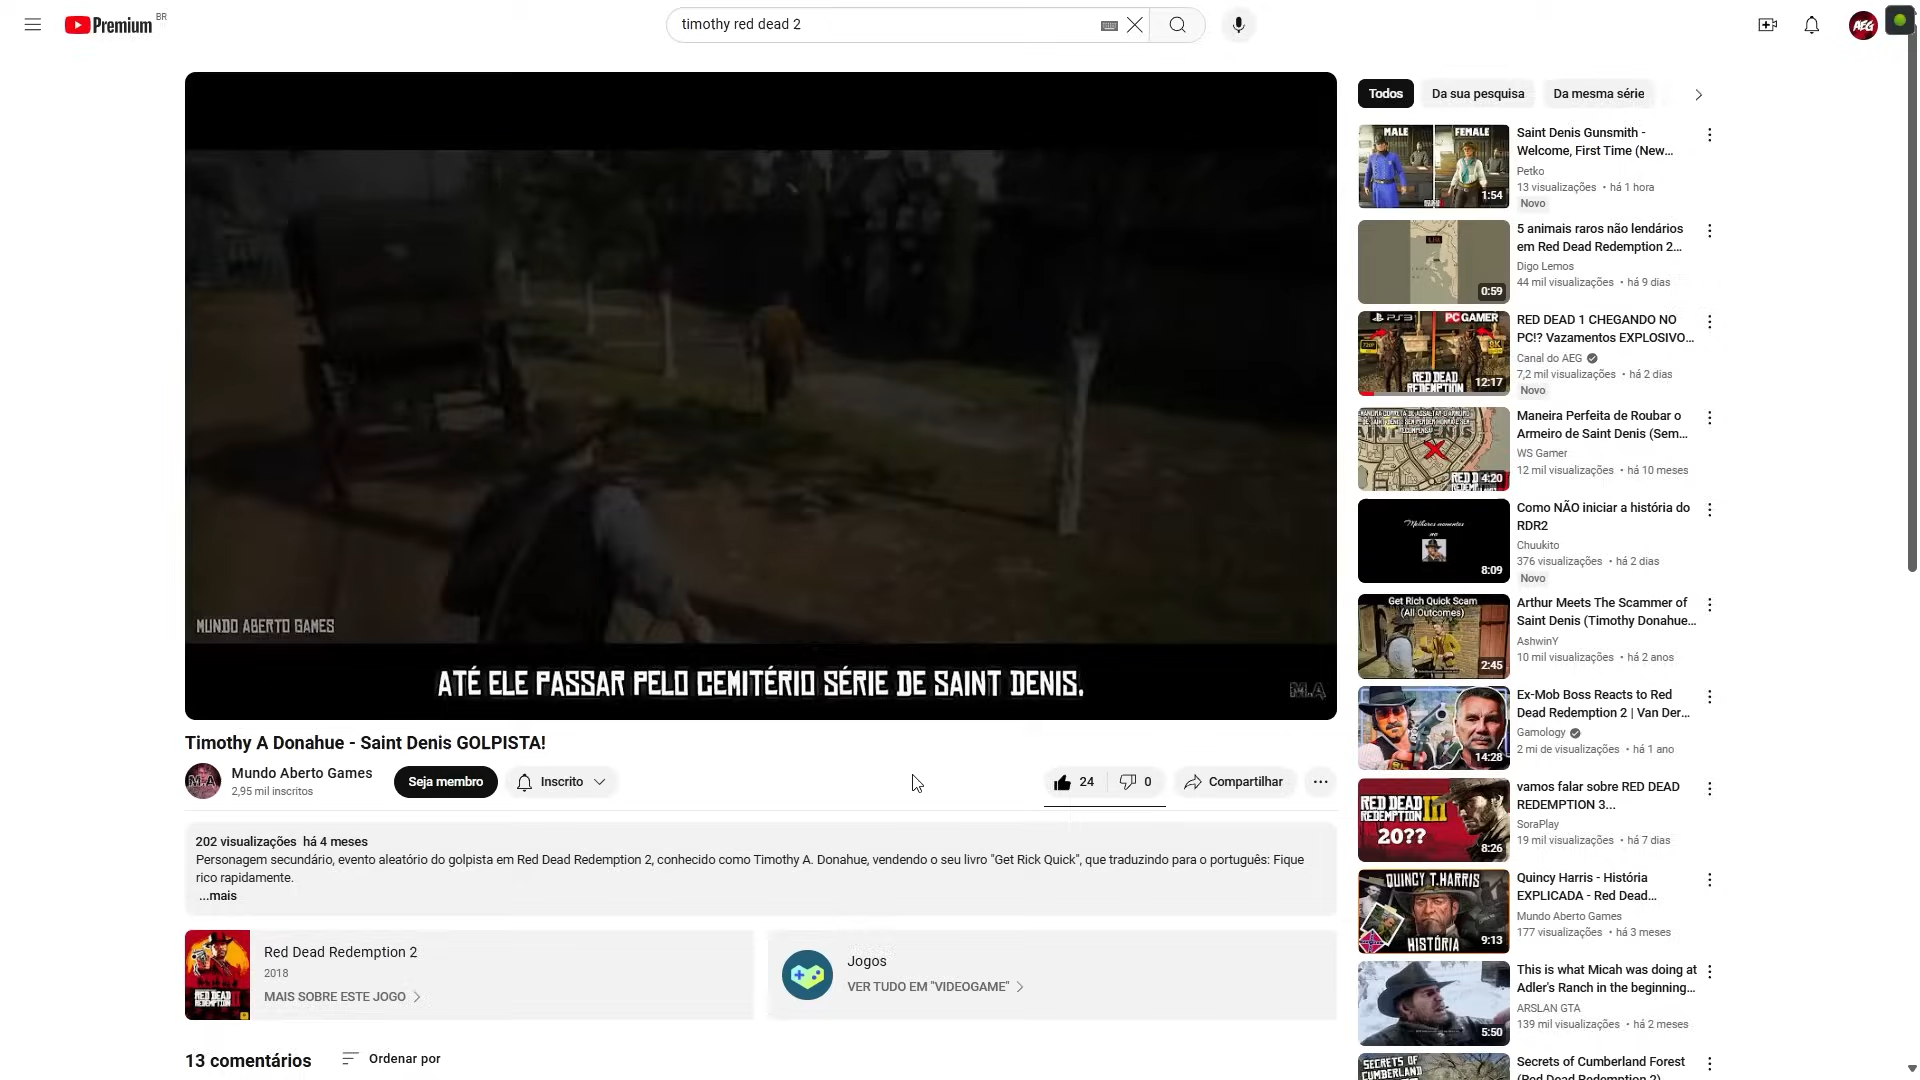 Premium BR
timothy red dead 2
MUNDO ABERTO GAMES
ATÉ ELE PASSAR PELO CEMITÉRIO SÉRIE DE SAINT DENIS.
M.A
Timothy A Donahue - Saint Denis GOLPISTA!
M.A
Mundo Aberto Games
2,95 mil inscritos
Seja membro
Inscrito
24
0
Compartilhar
202 visualizações há 4 meses
Personagem secundário, evento aleatório do golpista em Red Dead Redemption 2, conhecido como Timothy A. Donahue, vendendo o seu livro "Get Rick Quick", que traduzindo para o português: Fique
rico rapidamente.
...mais
Red Dead Redemption 2
2018
MAIS SOBRE ESTE JOGO
Jogos
VER TUDO EM "VIDEOGAME"
13 comentários
Ordenar por
AEG
Todos
Da sua pesquisa
Da mesma série
MALE
FEMALE
1:54
Saint Denis Gunsmith -
Welcome, First Time (New...
Petko
13 visualizações • há 1 hora
Novo
0:59
5 animais raros não lendários
em Red Dead Redemption 2...
Digo Lemos
44 mil visualizações • há 9 dias
PS3
PC GAMER
8K
RED DEAD
REDEMPTION
12:17
RED DEAD 1 CHEGANDO NO
PC!? Vazamentos EXPLOSIVO...
Canal do AEG
7,2 mil visualizações • há 2 dias
Novo
4:20
Maneira Perfeita de Roubar o
Armeiro de Saint Denis (Sem...
WS Gamer
12 mil visualizações • há 10 meses
Melhores momentos
no
8:09
Como NÃO iniciar a história do
RDR2
Chuukito
376 visualizações • há 2 dias
Novo
Get Rich Quick Scam
(All Outcomes)
2:45
Arthur Meets The Scammer of
Saint Denis (Timothy Donahue...
AshwinY
10 mil visualizações • há 2 anos
14:28
Ex-Mob Boss Reacts to Red
Dead Redemption 2 | Van Der...
Gamology
2 mi de visualizações • há 1 ano
RED DEAD
REDEMPTION III
20??
8:26
vamos falar sobre RED DEAD
REDEMPTION 3...
SoraPlay
19 mil visualizações • há 7 dias
QUINCY T.HARRIS
HISTÓRIA
9:13
Quincy Harris - História
EXPLICADA - Red Dead...
Mundo Aberto Games
177 visualizações • há 3 meses
5:50
This is what Micah was doing at
Adler's Ranch in the beginning...
ARSLAN GTA
139 mil visualizações • há 2 meses
SECRETS OF
CUMBERLAND
Secrets of Cumberland Forest
(Red Dead Redemption 2)